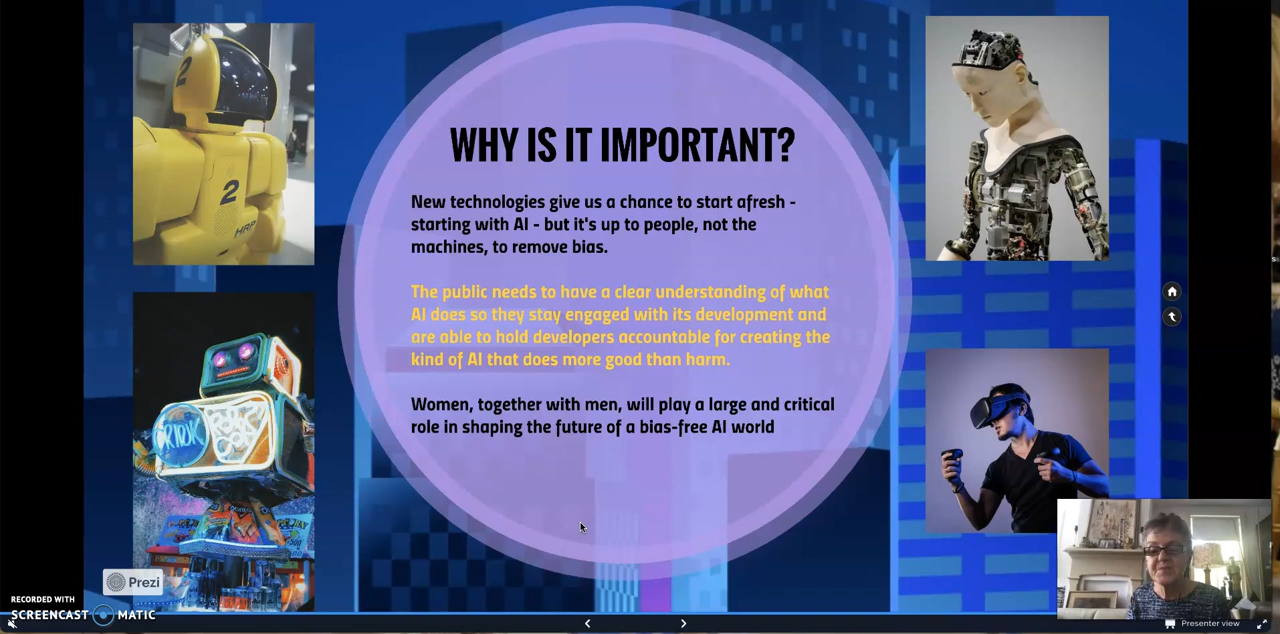 2
2
HRP
WHY IS IT IMPORTANT?
New technologies give us a chance to start afresh -
starting with AI - but it's up to people, not the
machines, to remove bias.
The public needs to have a clear understanding of what
AI does so they stay engaged with its development and
are able to hold developers accountable for creating the
kind of AI that does more good than harm.
Women, together with men, will play a large and critical
role in shaping the future of a bias-free AI world
Prezi
RECORDED WITH
SCREENCAST MATIC
Presenter view